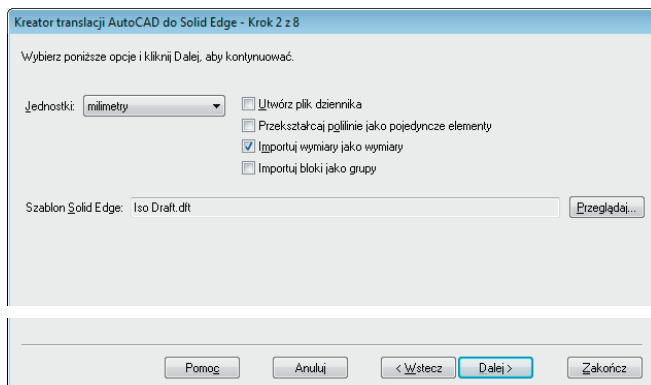 Kreator translacji AutoCAD do Solid Edge - Krok 2 z 8
Wybierz poniższe opcje i kliknij Dalej, aby kontynuować.
Jednostki: milimetry
Utwórz plik dziennika
Przekształcaj polilinie jako pojedyncze elementy
Importuj wymiary jako wymiary
Importuj bloki jako grupy
Szablon Solid Edge: Iso Draft.dft Przeglądaj...
Pomoc Anuluj < Wstecz Dalej > Zakończ